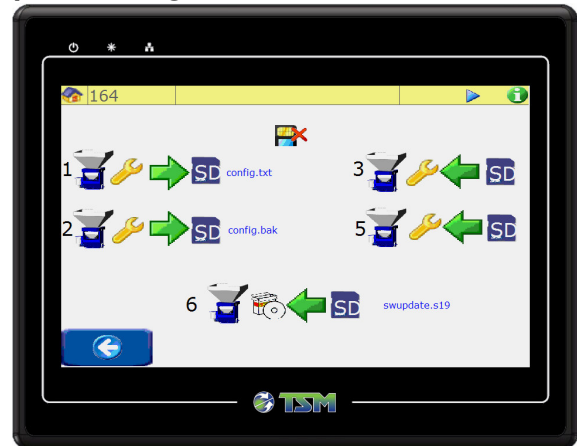 164
1 SD config.txt
3 SD
2 SD config.bak
5 SD
6 SD swupdate.s19
TSM